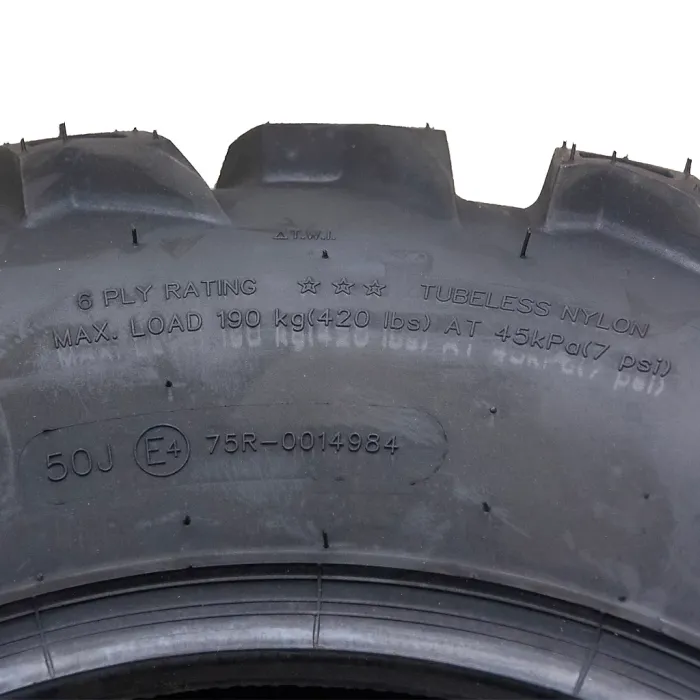 △ T.W.I.
6 PLY RATING ☆☆☆ TUBELESS NYLON
MAX. LOAD 190 kg(420 lbs) AT 45kPa(7 psi)
50J E4 75R-0014984